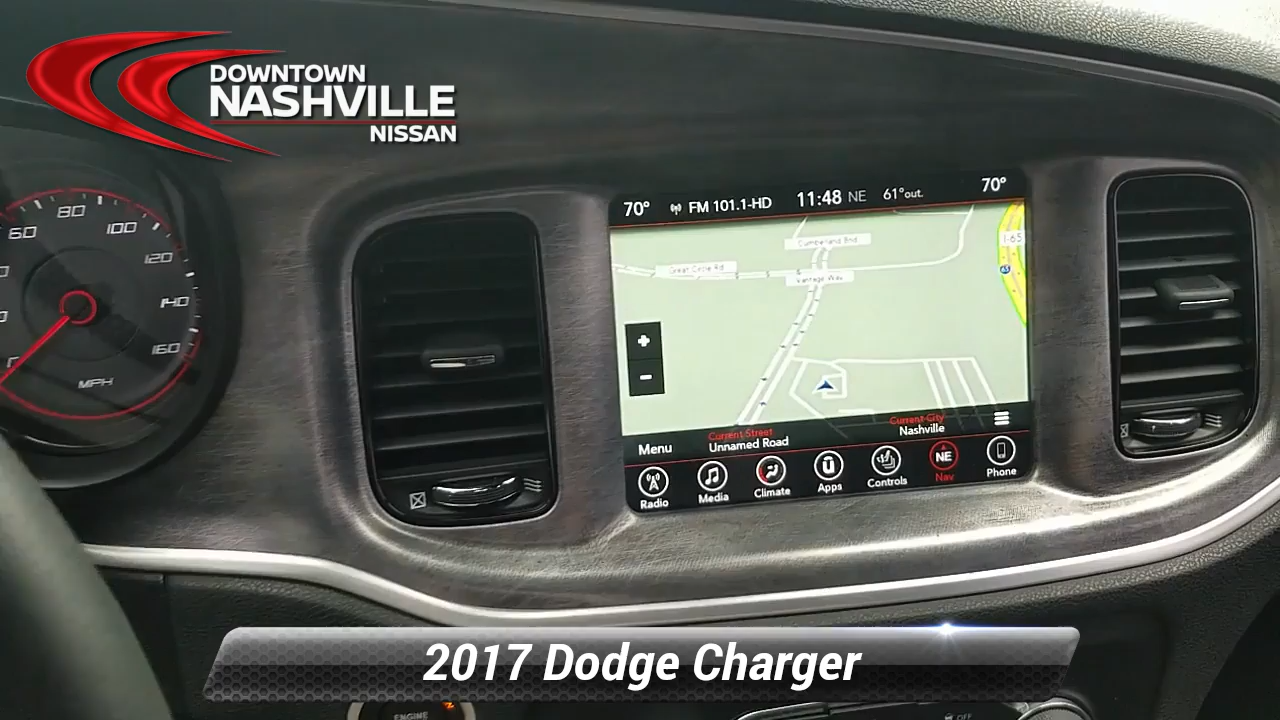 DOWNTOWN
NASHVILLE
NISSAN
60
80
100
120
140
160
MPH
70° FM 101.1-HD 11:48 NE 61°out. 70°
Cumberland Bnd
I-65
Great Circle Rd
Vantage Way
+
-
Menu
Current Street
Unnamed Road
Current City
Nashville
Radio
Media
Climate
Apps
Controls
NE
Nav
Phone
2017 Dodge Charger
ENGINE
OFF